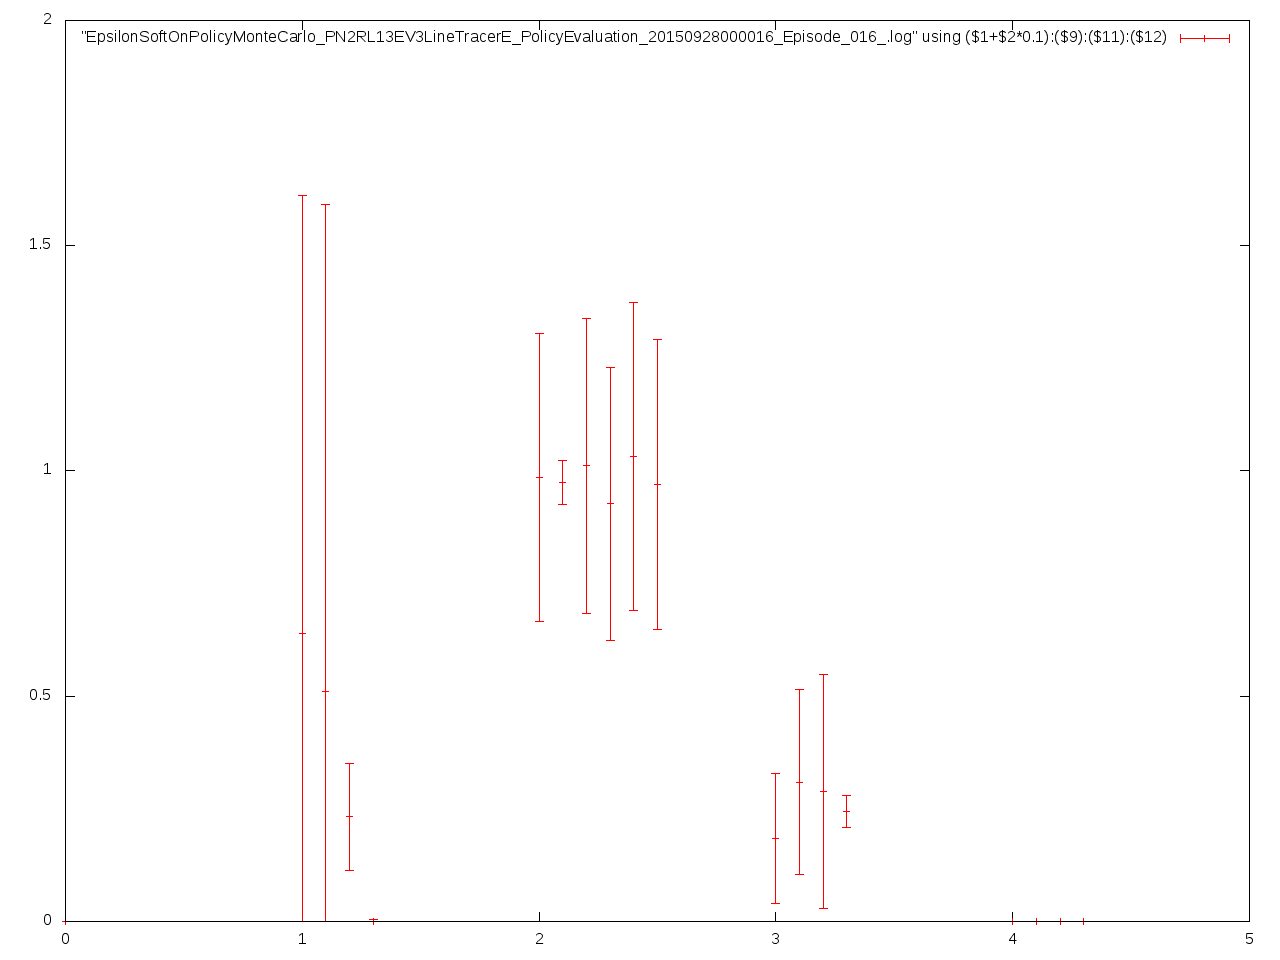 2
"EpsilonSoftOnPolicyMonteCarlo_PN2RL13EV3LineTracerE_PolicyEvaluation_20150928000016_Episode_016_.log" using ($1+$2*0.1):($9):($11):($12)
1.5
1
0.5
0
0 1 2 3 4 5